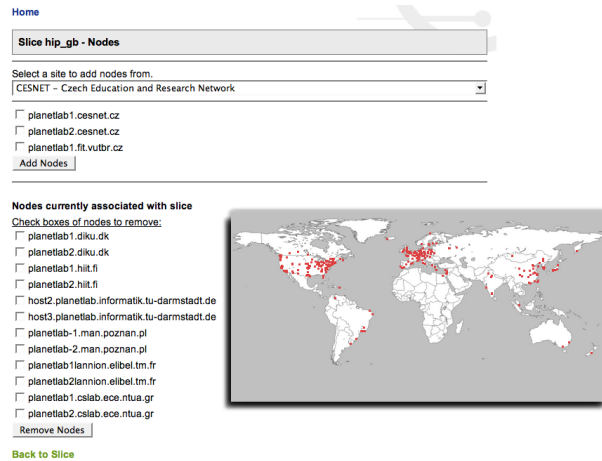 Home
Slice hip_gb - Nodes
Select a site to add nodes from.
CESNET – Czech Education and Research Network
planetlab1.cesnet.cz
planetlab2.cesnet.cz
planetlab1.fit.vutbr.cz
Add Nodes
Nodes currently associated with slice
Check boxes of nodes to remove:
planetlab1.diku.dk
planetlab2.diku.dk
planetlab1.hiit.fi
planetlab2.hiit.fi
host2.planetlab.informatik.tu-darmstadt.de
host3.planetlab.informatik.tu-darmstadt.de
planetlab-1.man.poznan.pl
planetlab-2.man.poznan.pl
planetlab1lannion.elibel.tm.fr
planetlab2lannion.elibel.tm.fr
planetlab1.cslab.ece.ntua.gr
planetlab2.cslab.ece.ntua.gr
Remove Nodes
Back to Slice